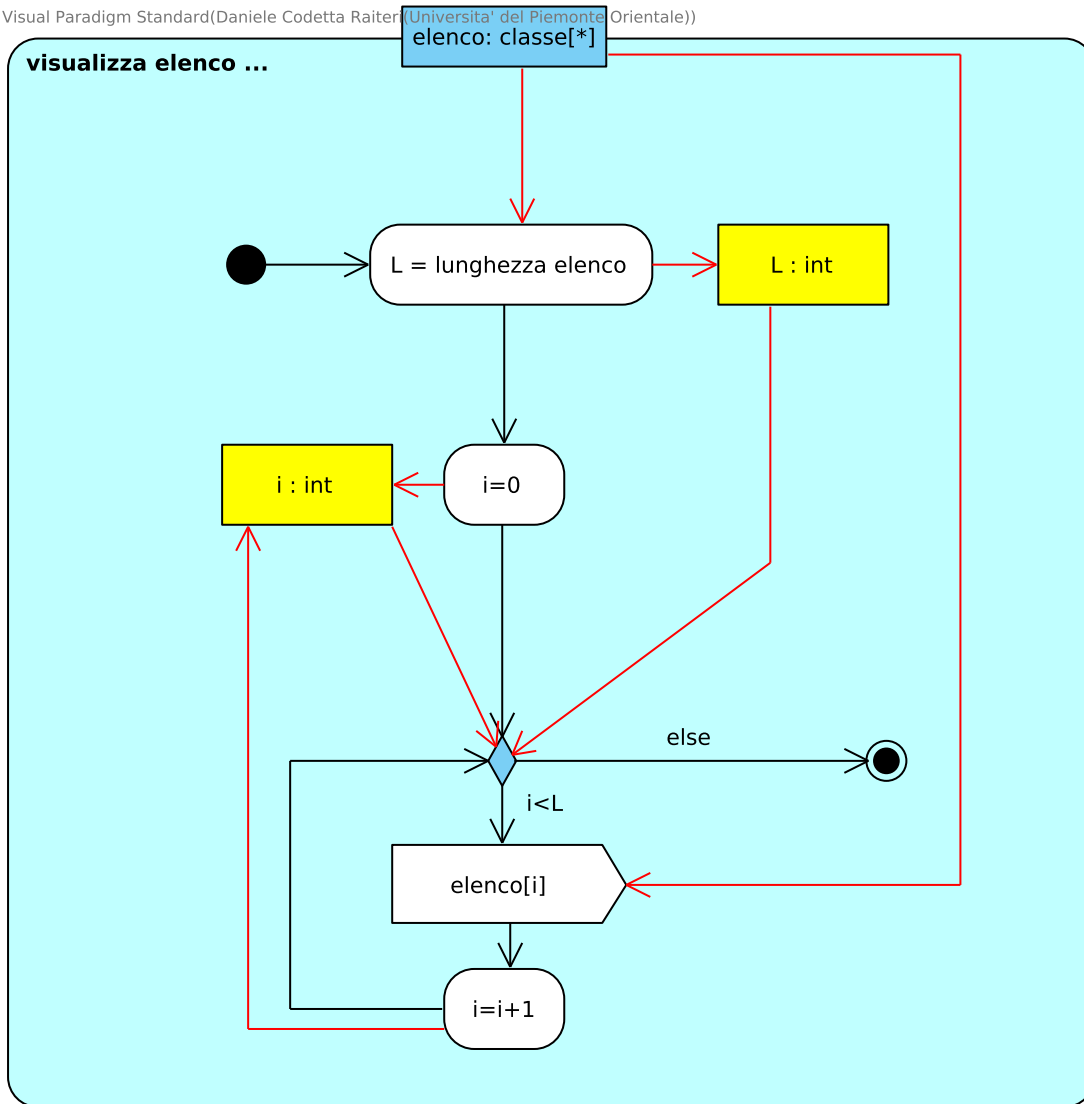 Visual Paradigm Standard(Daniele Codetta Raiteri(Universita' del Piemonte Orientale))
elenco: classe[*]
visualizza elenco ...
L = lunghezza elenco
L : int
i : int
i=0
else
i<L
elenco[i]
i=i+1